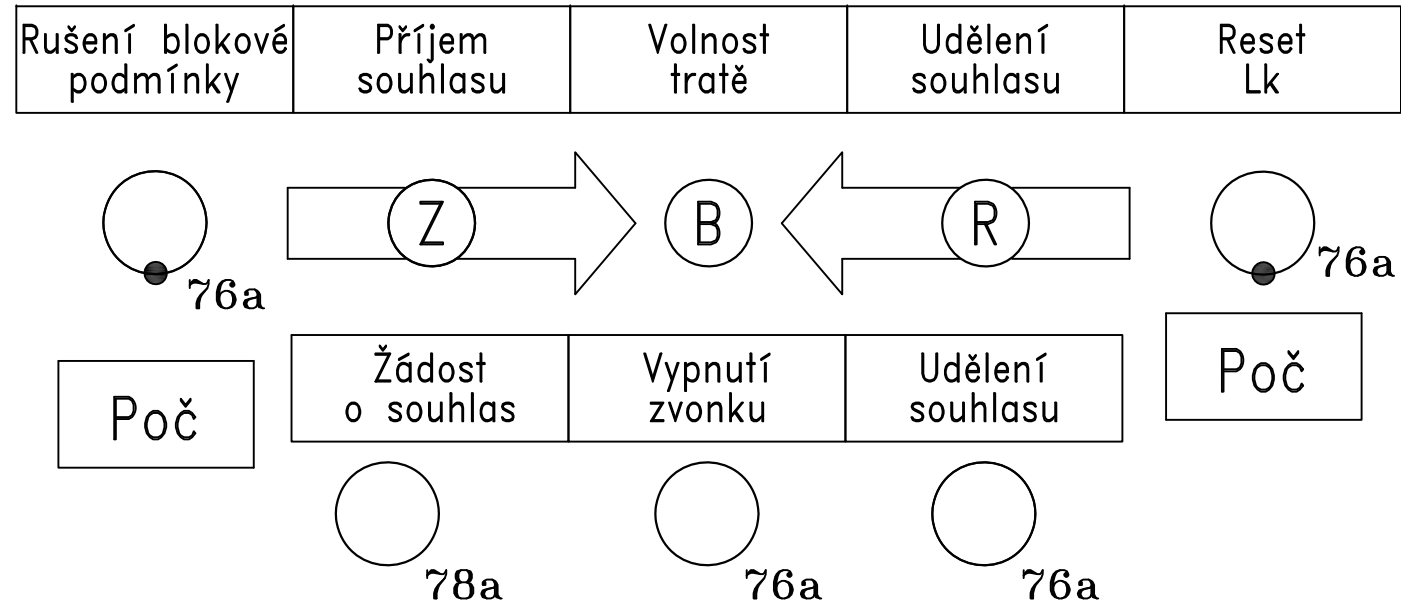 Rušení blokové
podmínky
Příjem
souhlasu
Volnost
tratě
Udělení
souhlasu
Reset
Lk
Z
B
R
76a
76a
Poč
Žádost
o souhlas
Vypnutí
zvonku
Udělení
souhlasu
Poč
78a
76a
76a